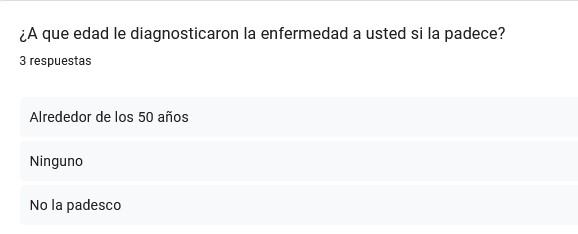 ¿A que edad le diagnosticaron la enfermedad a usted si la padece?
3 respuestas
Alrededor de los 50 años
Ninguno
No la padesco